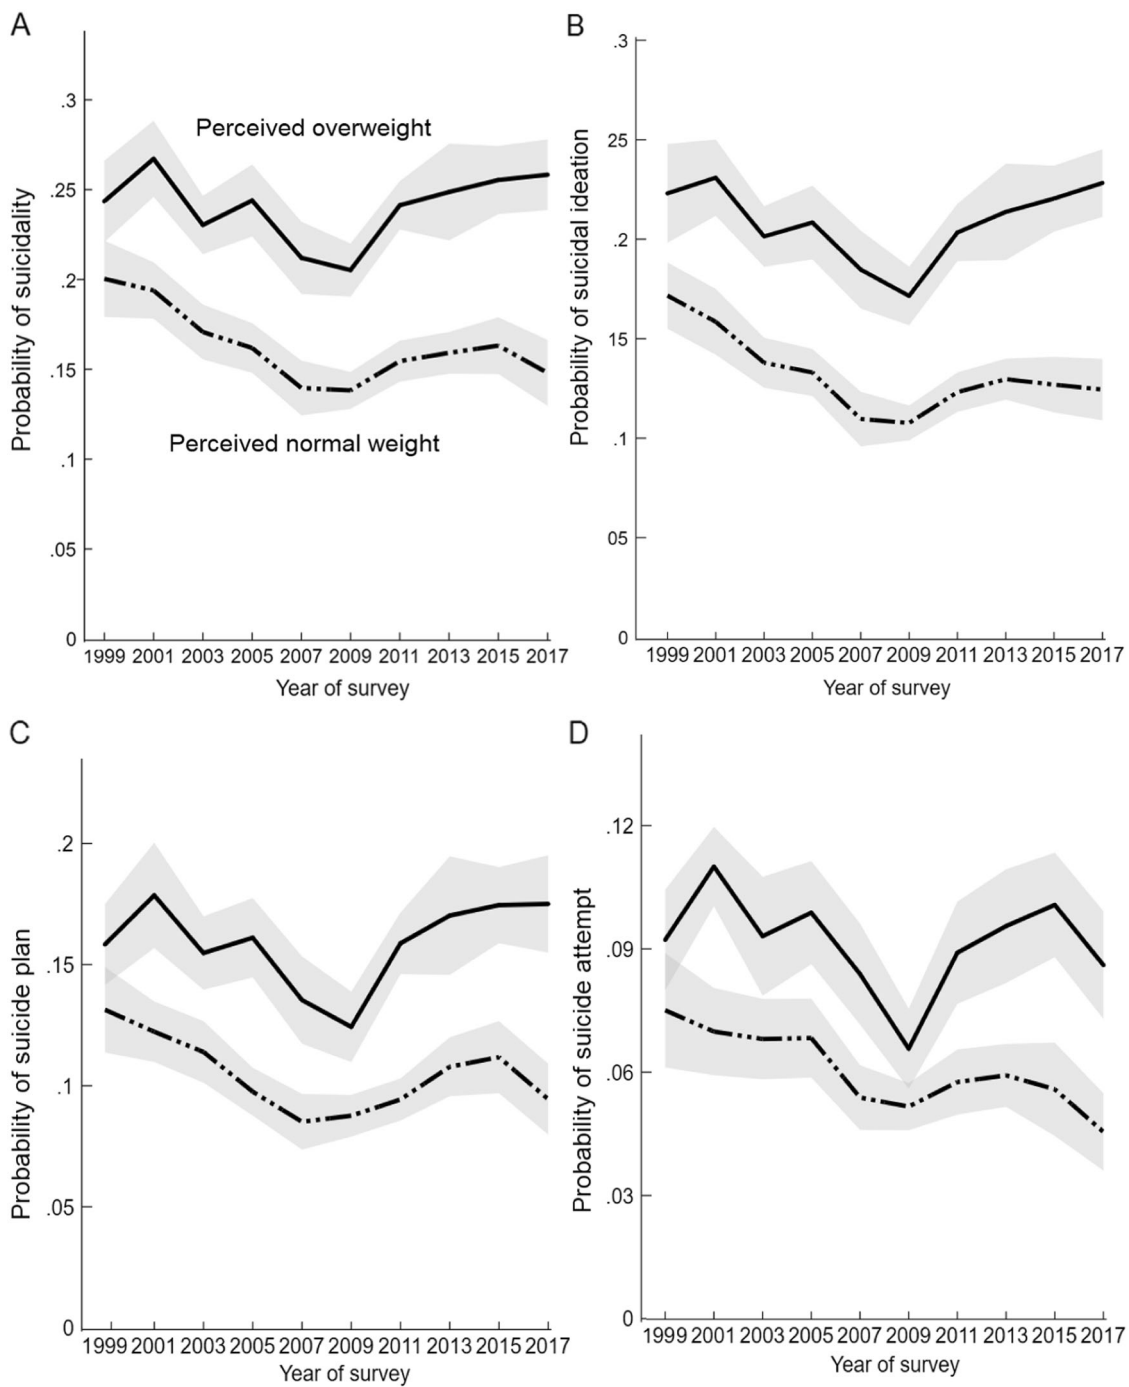 A
Probability of suicidality
.3
.25
.2
.15
.1
.05
0
Perceived overweight
Perceived normal weight
1999 2001 2003 2005 2007 2009 2011 2013 2015 2017
Year of survey
B
Probability of suicidal ideation
.3
25
.2
15
.1
05
0
1999 2001 2003 2005 2007 2009 2011 2013 2015 2017
Year of survey
C
Probability of suicide plan
.2
.15
.1
.05
0
1999 2001 2003 2005 2007 2009 2011 2013 2015 2017
Year of survey
D
Probability of suicide attempt
.12
.09
.06
.03
0
1999 2001 2003 2005 2007 2009 2011 2013 2015 2017
Year of survey